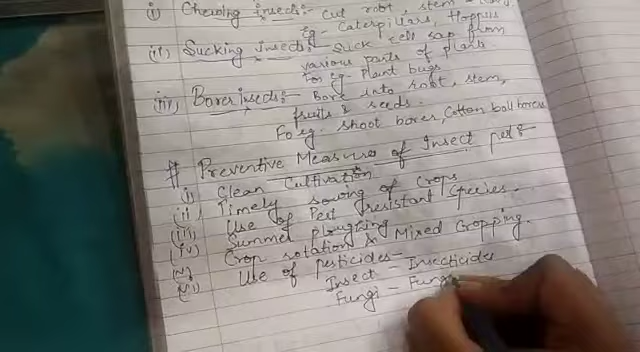 (i) Chewing insects:- Cut root, stem &
Eg - Caterpillars, Hoppers
(ii) Sucking Insects:- Suck cell sap from
various parts of plant.
For eg. Plant bugs
(iii) Borer insects:- Bore into root, stem,
fruits & seeds.
For eg. Shoot borer, Cotton ball borer
# Preventive Measures of Insect pest :
(i) Clean Cultivation
(ii) Timely sowing of Crops
(iii) Use of Pest resistant Species.
(iv) Summer ploughing
(v) Crop rotation & Mixed Cropping.
(vi) Use of pesticides-
Insect - Insecticides
Fungi - Fungi